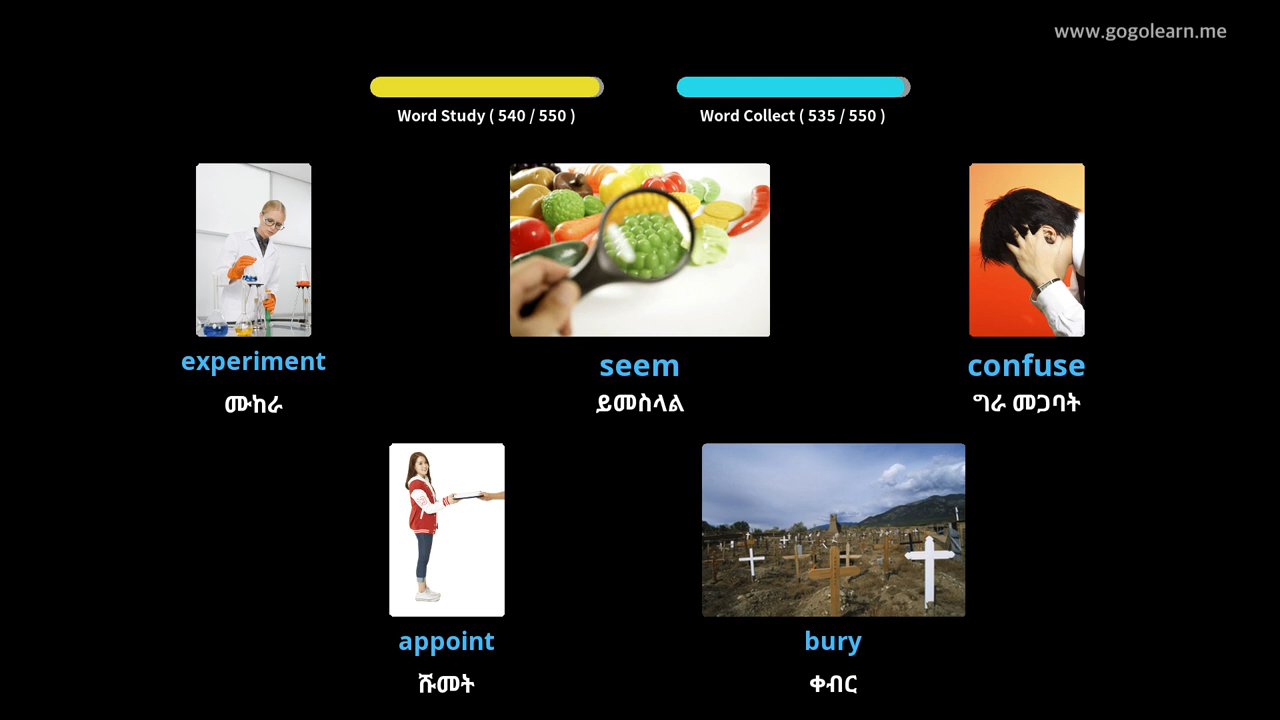 www.gogolearn.me
Word Study ( 540 / 550 )
Word Collect ( 535 / 550 )
experiment
ሙከራ
seem
ይመስላል
confuse
ግራ መጋባት
appoint
ሹመት
bury
ቀብር